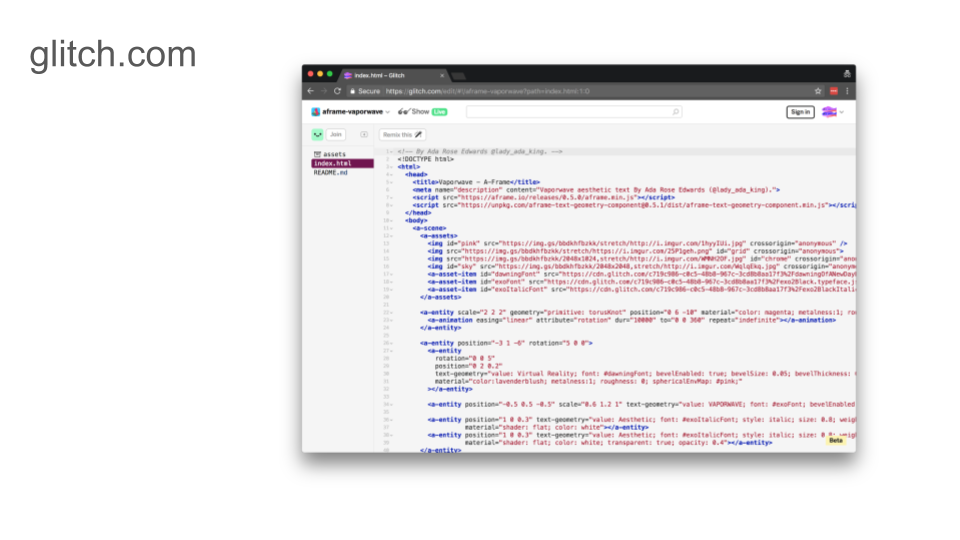 glitch.com
index.html – Glitch
Secure https://glitch.com/edit/#!/aframe-vaporwave?path=index.html:1:0
aframe-vaporwave Show Live Sign in
Join Remix this
assets
index.html
README.md
<!-- By Ada Rose Edwards @lady_ada_king. -->
<!DOCTYPE html>
<html>
<head>
<title>Vaporwave - A-Frame</title>
<meta name="description" content="Vaporwave aesthetic text By Ada Rose Edwards (@lady_ada_king).">
<script src="https://aframe.io/releases/0.5.0/aframe.min.js"></script>
<script src="https://unpkg.com/aframe-text-geometry-component@0.5.1/dist/aframe-text-geometry-component.min.js"></scri
</head>
<body>
<a-scene>
<a-assets>
<img id="pink" src="https://img.gs/bbdkhfbzkk/stretch/http://i.imgur.com/1hyyIUi.jpg" crossorigin="anonymous" />
<img src="https://img.gs/bbdkhfbzkk/stretch/http://i.imgur.com/25P1geh.png" id="grid" crossorigin="anonymous">
<img src="https://img.gs/bbdkhfbzkk/2048x1024,stretch/http://i.imgur.com/WMNH2OF.jpg" id="chrome" crossorigin="ano
<img id="sky" src="https://img.gs/bbdkhfbzkk/2048x2048,stretch/http://i.imgur.com/WqlqEkq.jpg" crossorigin="anonym
<a-asset-item id="dawningFont" src="https://cdn.glitch.com/c719c986-c0c5-48b8-967c-3cd8b8aa17f3%2FdawningOfANewDay
<a-asset-item id="exoFont" src="https://cdn.glitch.com/c719c986-c0c5-48b8-967c-3cd8b8aa17f3%2Fexo2Black.typeface.j
<a-asset-item id="exoItalicFont" src="https://cdn.glitch.com/c719c986-c0c5-48b8-967c-3cd8b8aa17f3%2Fexo2BlackItali
</a-assets>
<a-entity scale="2 2 2" geometry="primitive: torusKnot" position="0 6 -10" material="color: magenta; metalness:1; rou
<a-animation easing="linear" attribute="rotation" dur="10000" to="0 0 360" repeat="indefinite"></a-animation>
</a-entity>
<a-entity position="-3 1 -6" rotation="5 0 0">
<a-entity
rotation="0 0 5"
position="0 2 0.2"
text-geometry="value: Virtual Reality; font: #dawningFont; bevelEnabled: true; bevelSize: 0.05; bevelThickness: 0
material="color:lavenderblush; metalness:1; roughness: 0; sphericalEnvMap: #pink;"
></a-entity>
<a-entity position="-0.5 0.5 -0.5" scale="0.6 1.2 1" text-geometry="value: VAPORWAVE; font: #exoFont; bevelEnabled
<a-entity position="1 0 0.3" text-geometry="value: Aesthetic; font: #exoItalicFont; style: italic; size: 0.8; weigh
material="shader: flat; color: white"></a-entity>
<a-entity position="1 0 0.3" text-geometry="value: Aesthetic; font: #exoItalicFont; style: italic; size: 0.8; weigh
material="shader: flat; color: white; transparent: true; opacity: 0.4"></a-entity>
</a-entity>
Beta